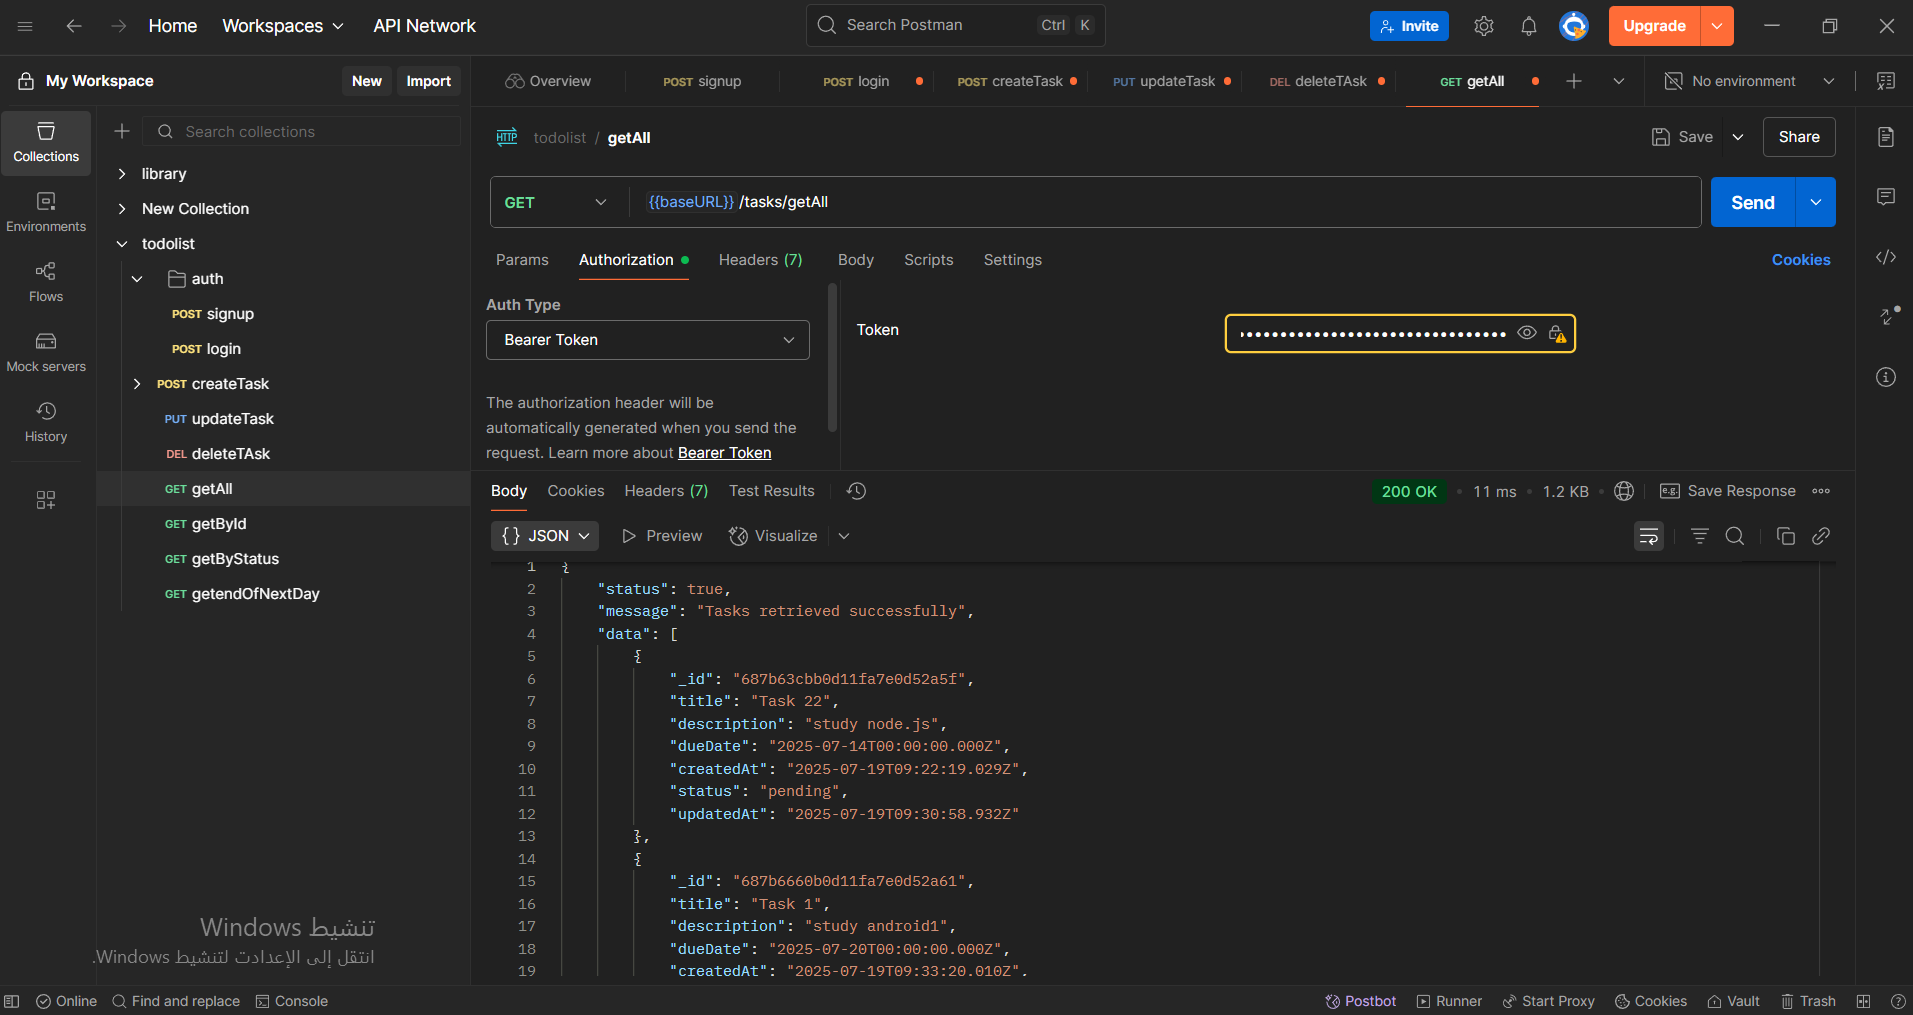 Home Workspaces API Network
Search Postman Ctrl K
Invite Upgrade
My Workspace New Import
Overview POST signup POST login POST createTask PUT updateTask DEL deleteTAsk GET getAll No environment
Search collections
Collections
Environments
Flows
Mock servers
History
library
New Collection
todolist
auth
POST signup
POST login
POST createTask
PUT updateTask
DEL deleteTAsk
GET getAll
GET getById
GET getByStatus
GET getendOfNextDay
HTTP todolist / getAll Save Share
GET {{baseURL}} /tasks/getAll Send
Params Authorization Headers (7) Body Scripts Settings Cookies
Auth Type
Bearer Token
The authorization header will be
automatically generated when you send the
request. Learn more about Bearer Token
Token
Body Cookies Headers (7) Test Results 200 OK 11 ms 1.2 KB e.g. Save Response
{ } JSON Preview Visualize
1 {
2 "status": true,
3 "message": "Tasks retrieved successfully",
4 "data": [
5 {
6 "_id": "687b63cbb0d11fa7e0d52a5f",
7 "title": "Task 22",
8 "description": "study node.js",
9 "dueDate": "2025-07-14T00:00:00.000Z",
10 "createdAt": "2025-07-19T09:22:19.029Z",
11 "status": "pending",
12 "updatedAt": "2025-07-19T09:30:58.932Z"
13 },
14 {
15 "_id": "687b6660b0d11fa7e0d52a61",
16 "title": "Task 1",
17 "description": "study android1",
18 "dueDate": "2025-07-20T00:00:00.000Z",
19 "createdAt": "2025-07-19T09:33:20.010Z",
تنشيط Windows
انتقل إلى الإعدادات لتنشيط Windows.
Online Find and replace Console Postbot Runner Start Proxy Cookies Vault Trash